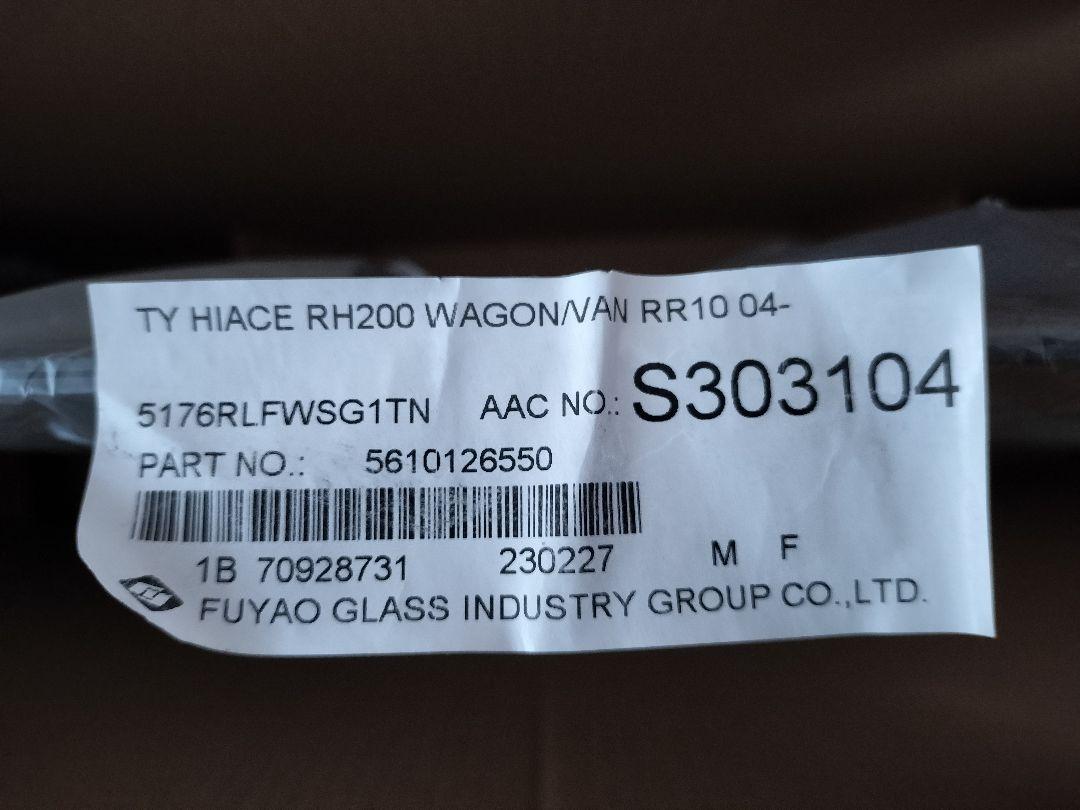 TY HIACE RH200 WAGON/VAN RR10 04-
5176RLFWSG1TN AAC NO.: S303104
PART NO.: 5610126550
1B 70928731 230227 M F
FUYAO GLASS INDUSTRY GROUP CO.,LTD.